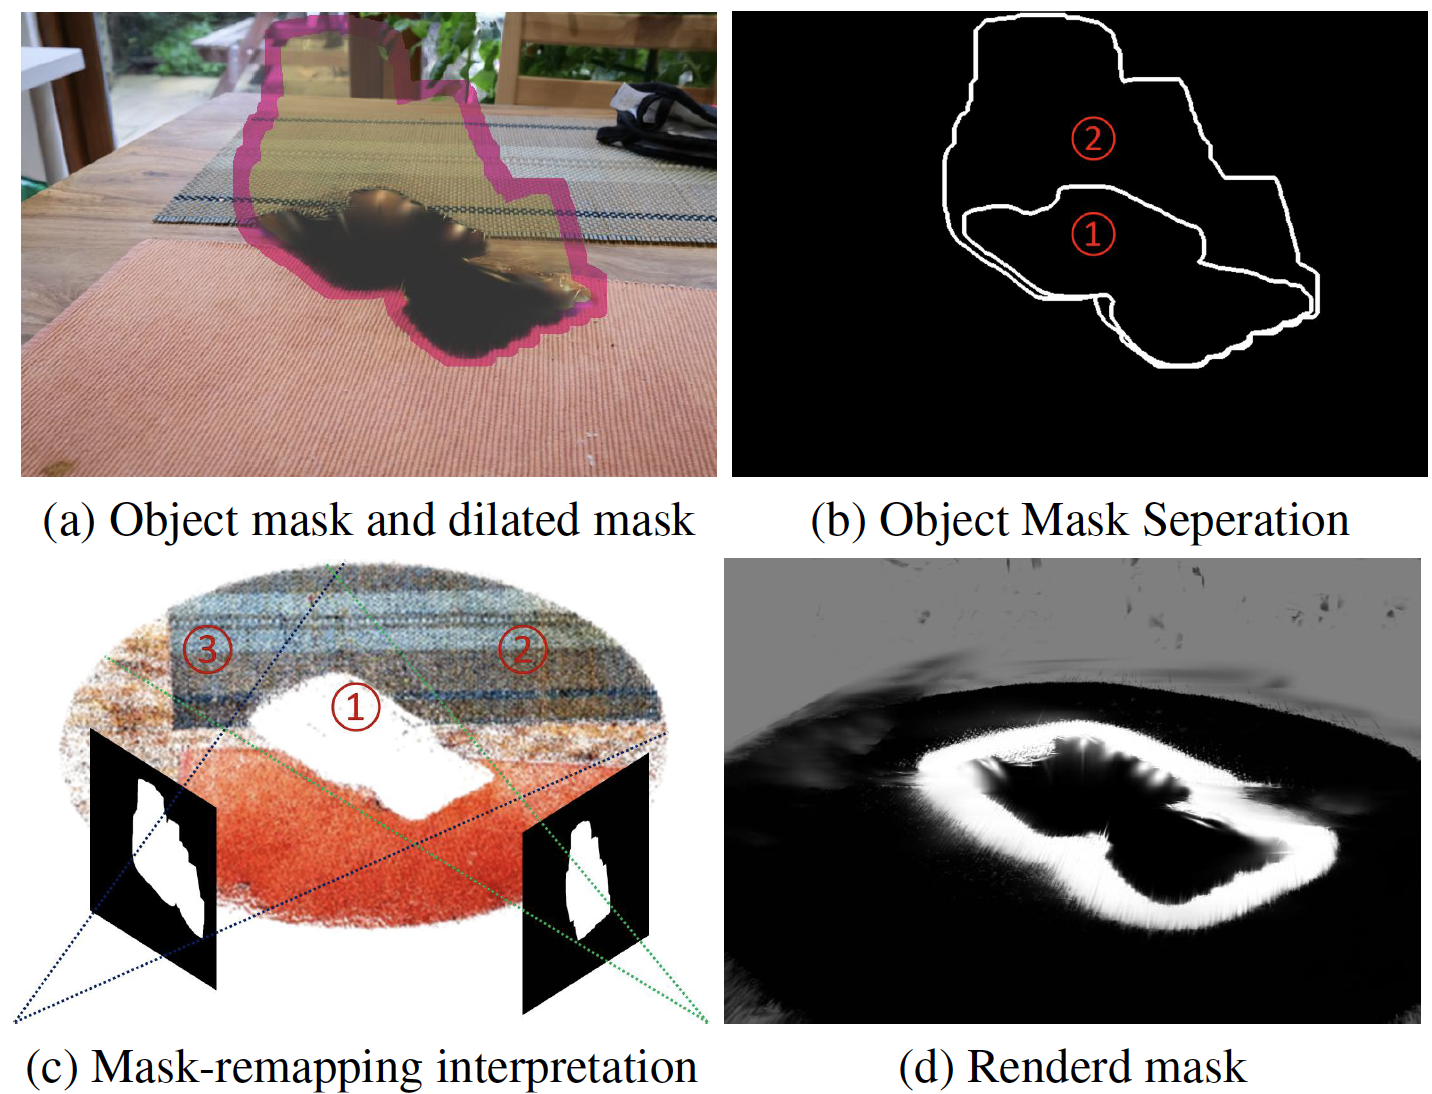 ②
①
(a) Object mask and dilated mask
(b) Object Mask Seperation
③
②
①
(c) Mask-remapping interpretation
(d) Renderd mask